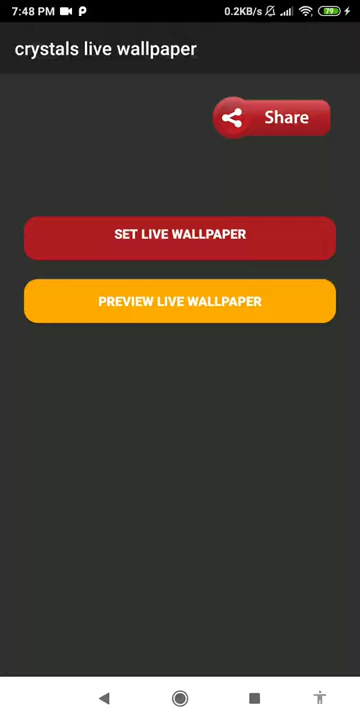 7:48 PM 0.2KB/s 79
crystals live wallpaper
Share
SET LIVE WALLPAPER
PREVIEW LIVE WALLPAPER